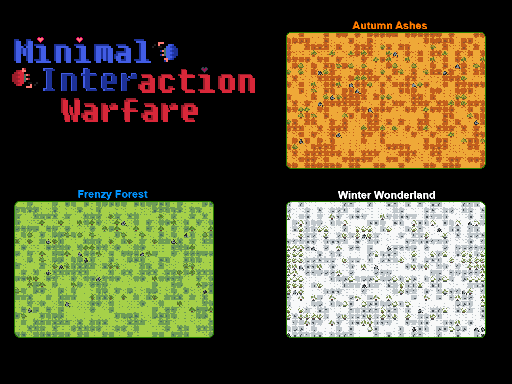 Minimal
Interaction
Warfare
Autumn Ashes
Frenzy Forest
Winter Wonderland